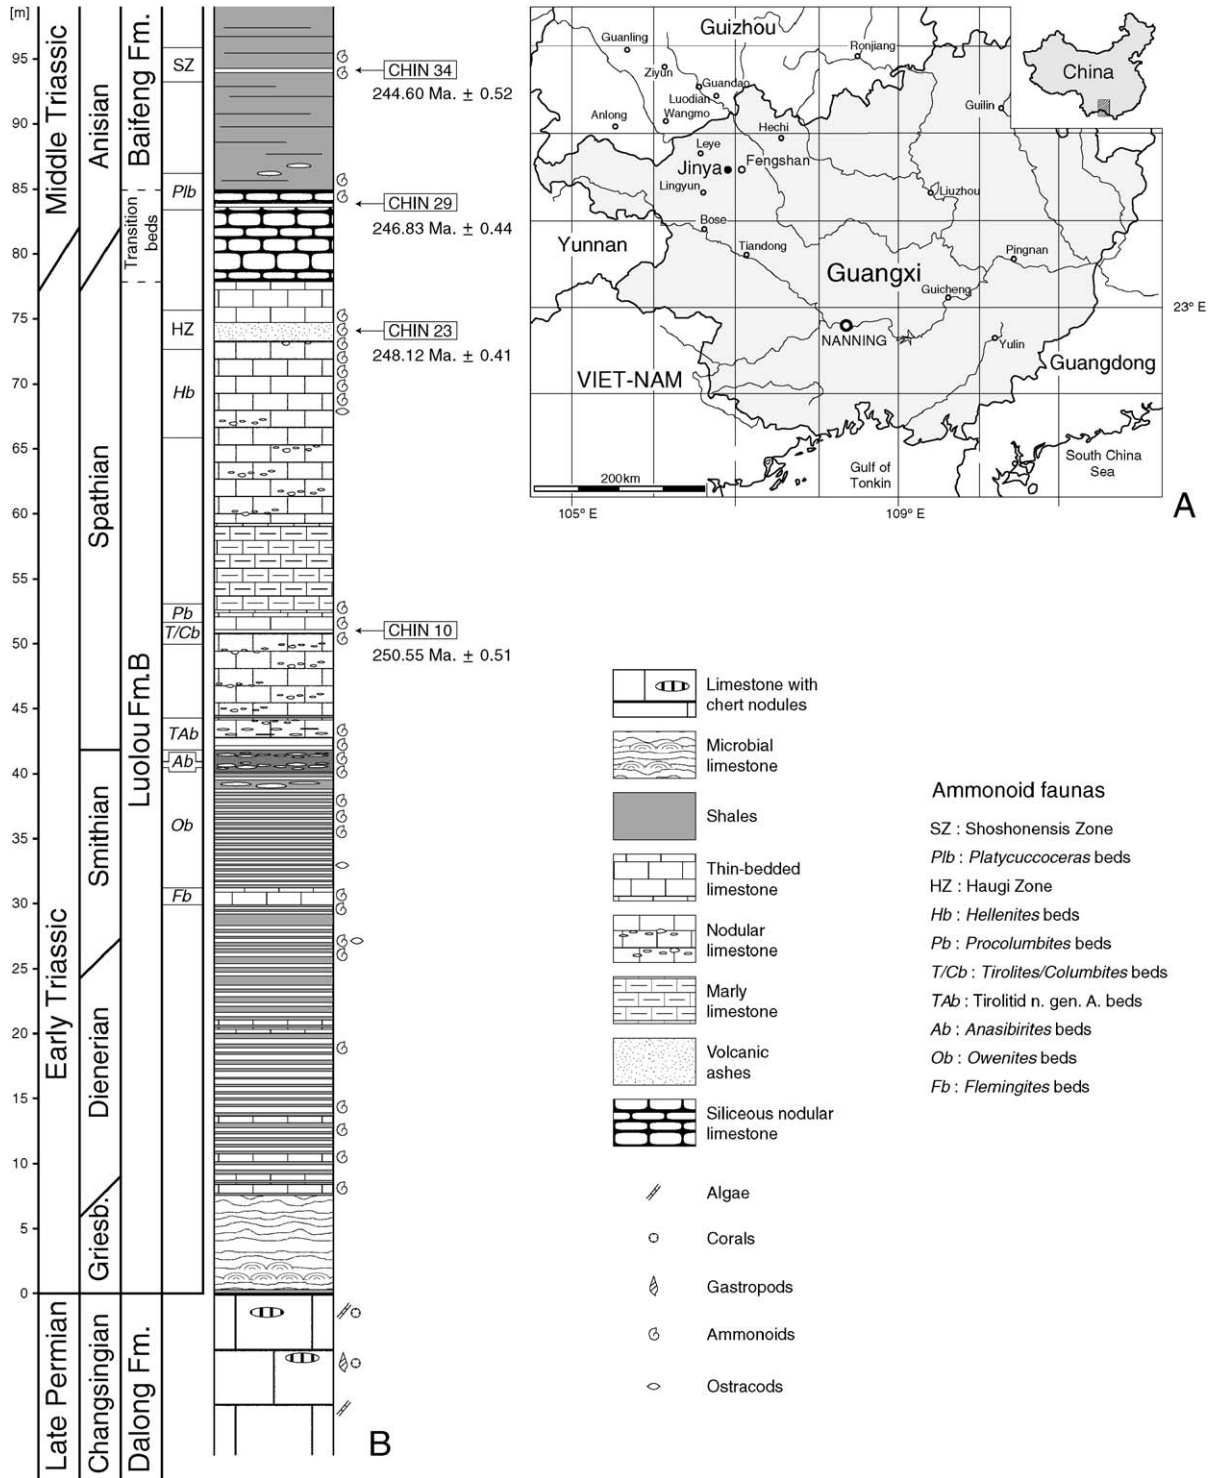 [m]
95
90
85
80
75
70
65
60
55
50
45
40
35
30
25
20
15
10
5
0
Middle Triassic
Early Triassic
Late Permian
Anisian
Spathian
Smithian
Dienerian
Griesb.
Changsingian
Baifeng Fm.
Transition
beds
Luolou Fm.B
Dalong Fm.
SZ
Plb
HZ
Hb
Pb
T/Cb
TAb
Ab
Ob
Fb
CHIN 34
244.60 Ma. ± 0.52
CHIN 29
246.83 Ma. ± 0.44
CHIN 23
248.12 Ma. ± 0.41
CHIN 10
250.55 Ma. ± 0.51
B
Guizhou
Guanling
Ronjiang
Ziyun
Guandao
Luodian
Wangmo
Anlong
Hechi
Guilin
China
Leye
Jinya
Fengshan
Lingyun
Liuzhou
Bose
Yunnan
Tiandong
Pingnan
Guangxi
Guicheng
23° E
NANNING
Yulin
Guangdong
VIET-NAM
200km
Gulf of
Tonkin
South China
Sea
105° E
109° E
A
Limestone with
chert nodules
Microbial
limestone
Shales
Thin-bedded
limestone
Nodular
limestone
Marly
limestone
Volcanic
ashes
Siliceous nodular
limestone
Algae
Corals
Gastropods
Ammonoids
Ostracods
Ammonoid faunas
SZ : Shoshonensis Zone
Plb : Platycuccoceras beds
HZ : Haugi Zone
Hb : Hellenites beds
Pb : Procolumbites beds
T/Cb : Tirolites/Columbites beds
TAb : Tirolitid n. gen. A. beds
Ab : Anasibirites beds
Ob : Owenites beds
Fb : Flemingites beds